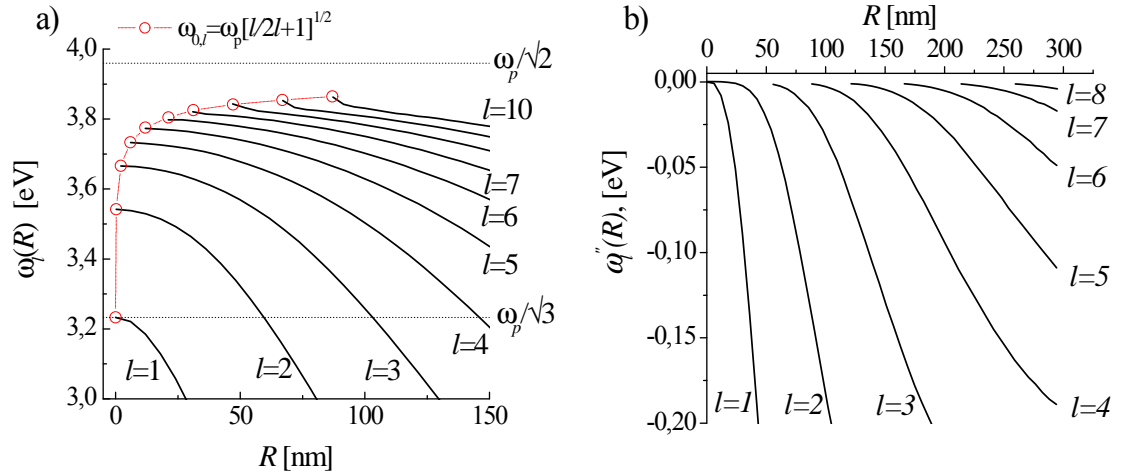 a)
ω₀,ₗ=ωₚ[l/2l+1]^1/2
ωₗ(R) [eV]
4,0
3,8
3,6
3,4
3,2
3,0
ωₚ/√2
l=10
l=7
l=6
l=5
ωₚ/√3
l=4
l=1
l=2
l=3
0
50
100
150
R [nm]
b)
R [nm]
0
50
100
150
200
250
300
ωₗ″(R), [eV]
0,00
-0,05
-0,10
-0,15
-0,20
l=8
l=7
l=6
l=5
l=1
l=2
l=3
l=4